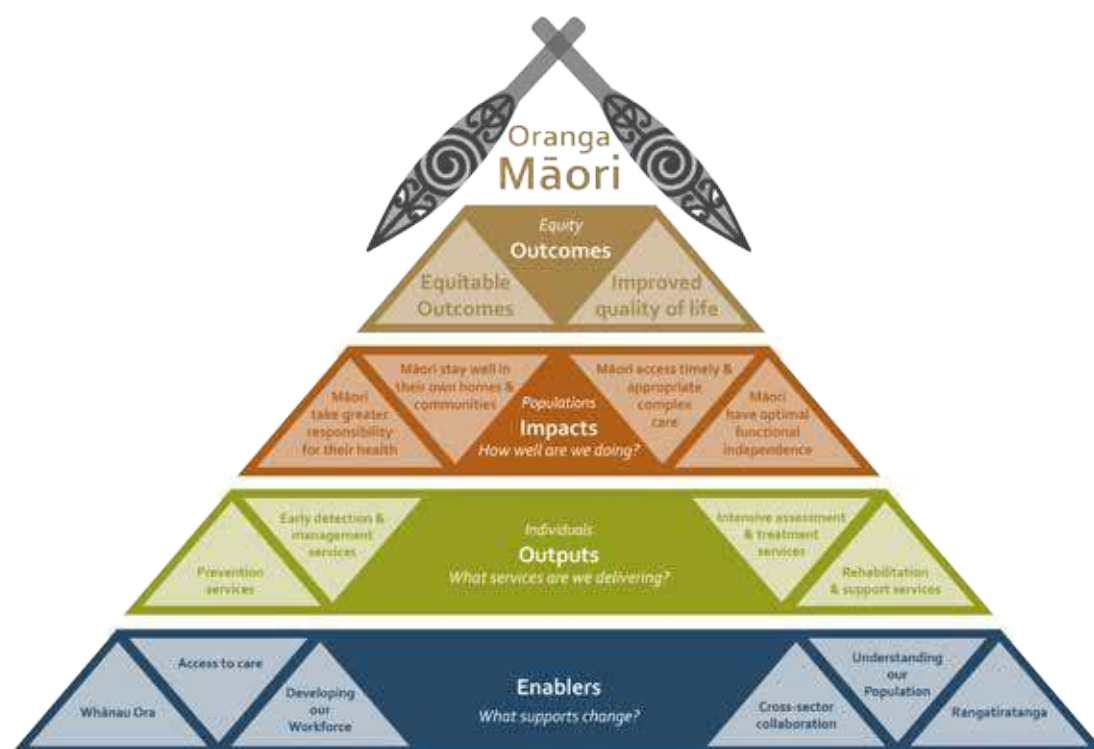 Oranga
Māori
Equity
Outcomes
Equitable
Outcomes
Improved
quality of life
Māori
take greater
responsibility
for their health
Māori stay well in
their own homes &
communities
Populations
Impacts
How well are we doing?
Māori access timely &
appropriate
complex
care
Māori
have optimal
functional
independence
Prevention
services
Early detection &
management
services
Individuals
Outputs
What services are we delivering?
Intensive assessment
& treatment
services
Rehabilitation
& support services
Whānau Ora
Access to care
Developing
our
Workforce
Enablers
What supports change?
Cross-sector
collaboration
Understanding
our
Population
Rangatiratanga